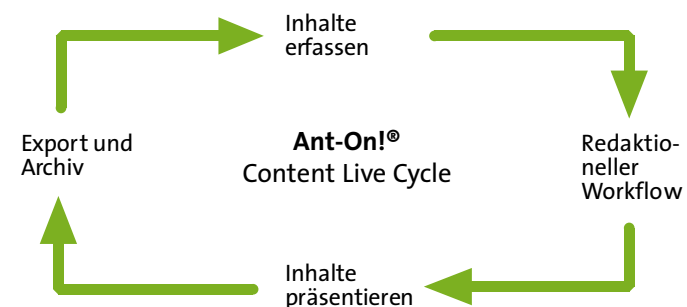 Inhalte
erfassen
Export und
Archiv
Ant-On!®
Content Live Cycle
Redaktio-
neller
Workflow
Inhalte
präsentieren